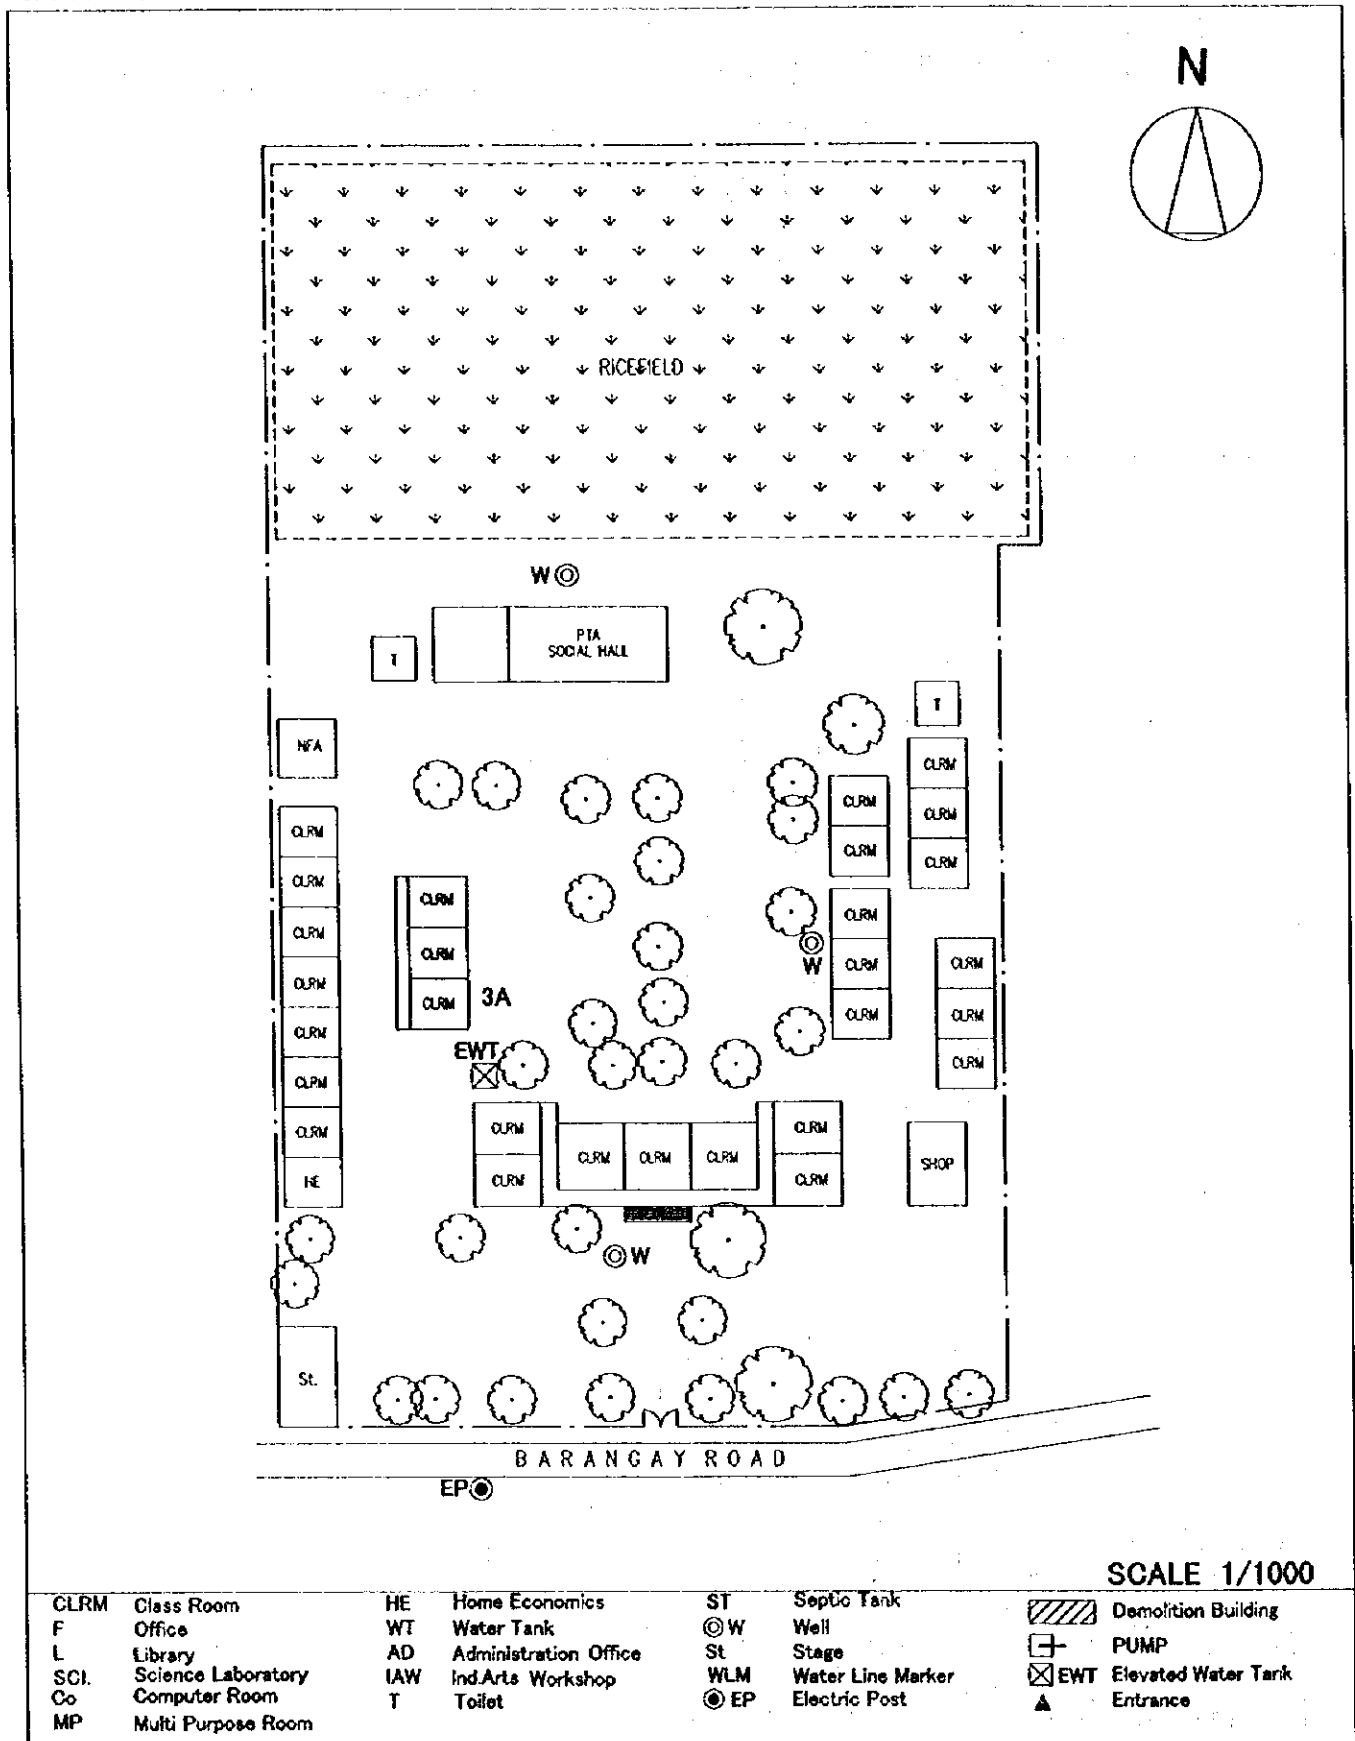 N
RICEFIELD
W
PTA
SOCIAL HALL
T
T
NFA
CLRM
CLRM
CLRM
CLRM
CLRM
CLRM
CLRM
CLRM
CLRM
CLRM
CLRM
CLRM
CLRM
CLRM
W
CLRM
CLRM
CLRM
CLRM
CLRM
CLRM
3A
CLRM
CLRM
CLRM
EWT
CLRM
CLRM
CLRM
CLRM
CLRM
CLRM
CLRM
HE
SHOP
W
St.
BARANGAY ROAD
EP
SCALE 1/1000
CLRM Class Room
F Office
L Library
SCI. Science Laboratory
Co Computer Room
MP Multi Purpose Room
HE Home Economics
WT Water Tank
AD Administration Office
IAW Ind.Arts Workshop
T Toilet
ST Septic Tank
W Well
St Stage
WLM Water Line Marker
EP Electric Post
Demolition Building
PUMP
EWT Elevated Water Tank
Entrance